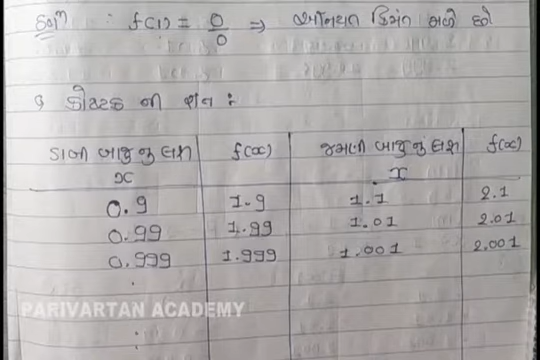 f(1) = 0/0 ⇒ અનિયત કિંમત મળે છે
ડાબી બાજુનું લક્ષ f(x) જમણી બાજુનું લક્ષ f(x)
x x
0.9 1.9 1.1 2.1
0.99 1.99 1.01 2.01
0.999 1.999 1.001 2.001
PARIVARTAN ACADEMY